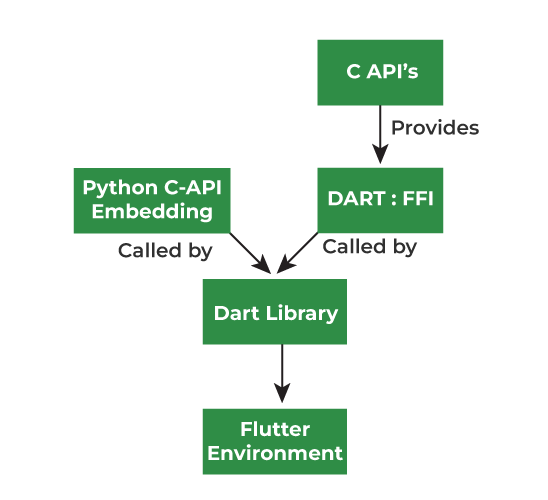 C API's
Provides
Python C-API
Embedding
DART : FFI
Called by
Called by
Dart Library
Flutter
Environment